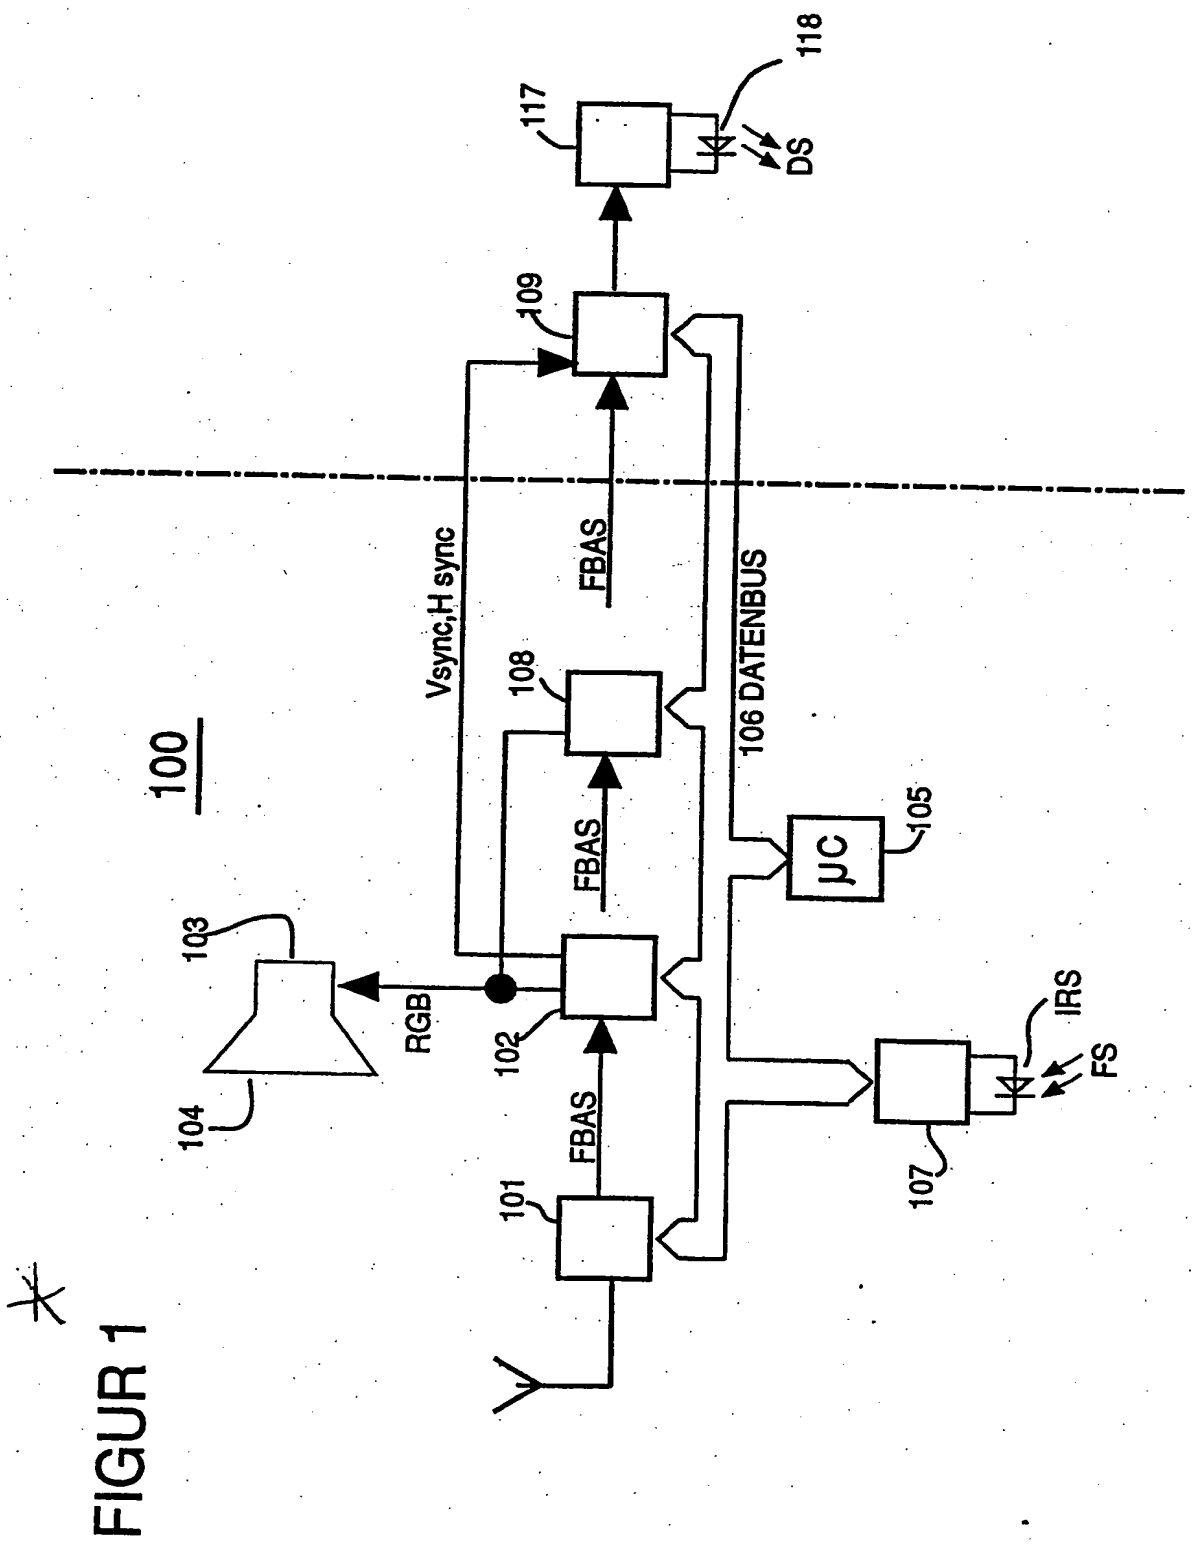 FIGUR 1
100
104
103
RGB
Vsync,H sync
101
FBAS
102
FBAS
108
FBAS
109
117
118
DS
106 DATENBUS
µC
105
107
IRS
FS